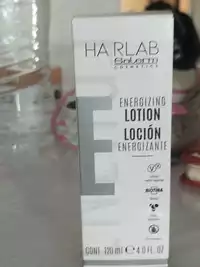 HAIRLAB
Salerm
COSMETICS
ENERGIZING
LOTION
LOCIÓN
ENERGIZANTE
E
BIOTINA
CONT. 120 ml ℮ 4.0 FL. OZ